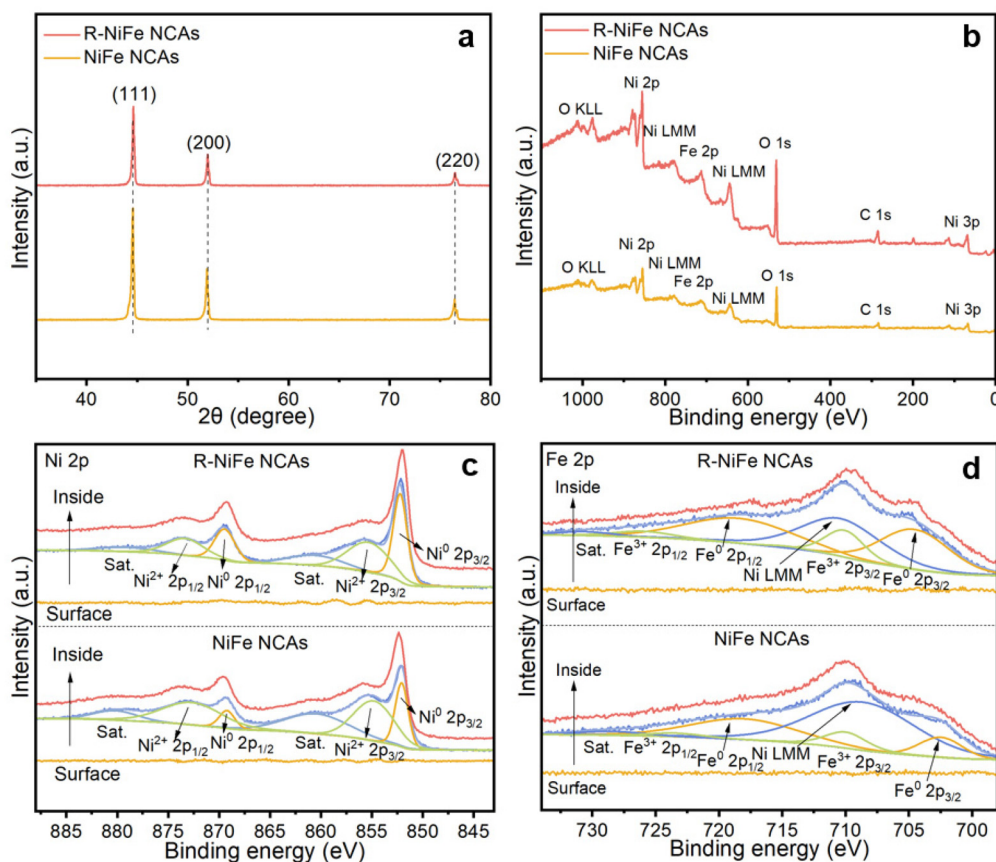 a
R-NiFe NCAs
NiFe NCAs
(111)
(200)
(220)
Intensity (a.u.)
40 50 60 70 80
2θ (degree)
b
R-NiFe NCAs
NiFe NCAs
Ni 2p
O KLL
Ni LMM
Fe 2p
Ni LMM
O 1s
C 1s
Ni 3p
Ni 2p
O KLL
Ni LMM
Fe 2p
Ni LMM
O 1s
C 1s
Ni 3p
Intensity (a.u.)
1000 800 600 400 200 0
Binding energy (eV)
c
Ni 2p
R-NiFe NCAs
Inside
Sat.
Ni²⁺ 2p₁/₂
Ni⁰ 2p₁/₂
Sat.
Ni²⁺ 2p₃/₂
Ni⁰ 2p₃/₂
Surface
NiFe NCAs
Inside
Sat.
Ni²⁺ 2p₁/₂
Ni⁰ 2p₁/₂
Sat.
Ni²⁺ 2p₃/₂
Ni⁰ 2p₃/₂
Surface
Intensity (a.u.)
885 880 875 870 865 860 855 850 845
Binding energy (eV)
d
Fe 2p
R-NiFe NCAs
Inside
Sat.
Fe³⁺ 2p₁/₂
Fe⁰ 2p₁/₂
Ni LMM
Fe³⁺ 2p₃/₂
Fe⁰ 2p₃/₂
Surface
NiFe NCAs
Inside
Sat.
Fe³⁺ 2p₁/₂
Fe⁰ 2p₁/₂
Ni LMM
Fe³⁺ 2p₃/₂
Fe⁰ 2p₃/₂
Surface
Intensity (a.u.)
730 725 720 715 710 705 700
Binding energy (eV)